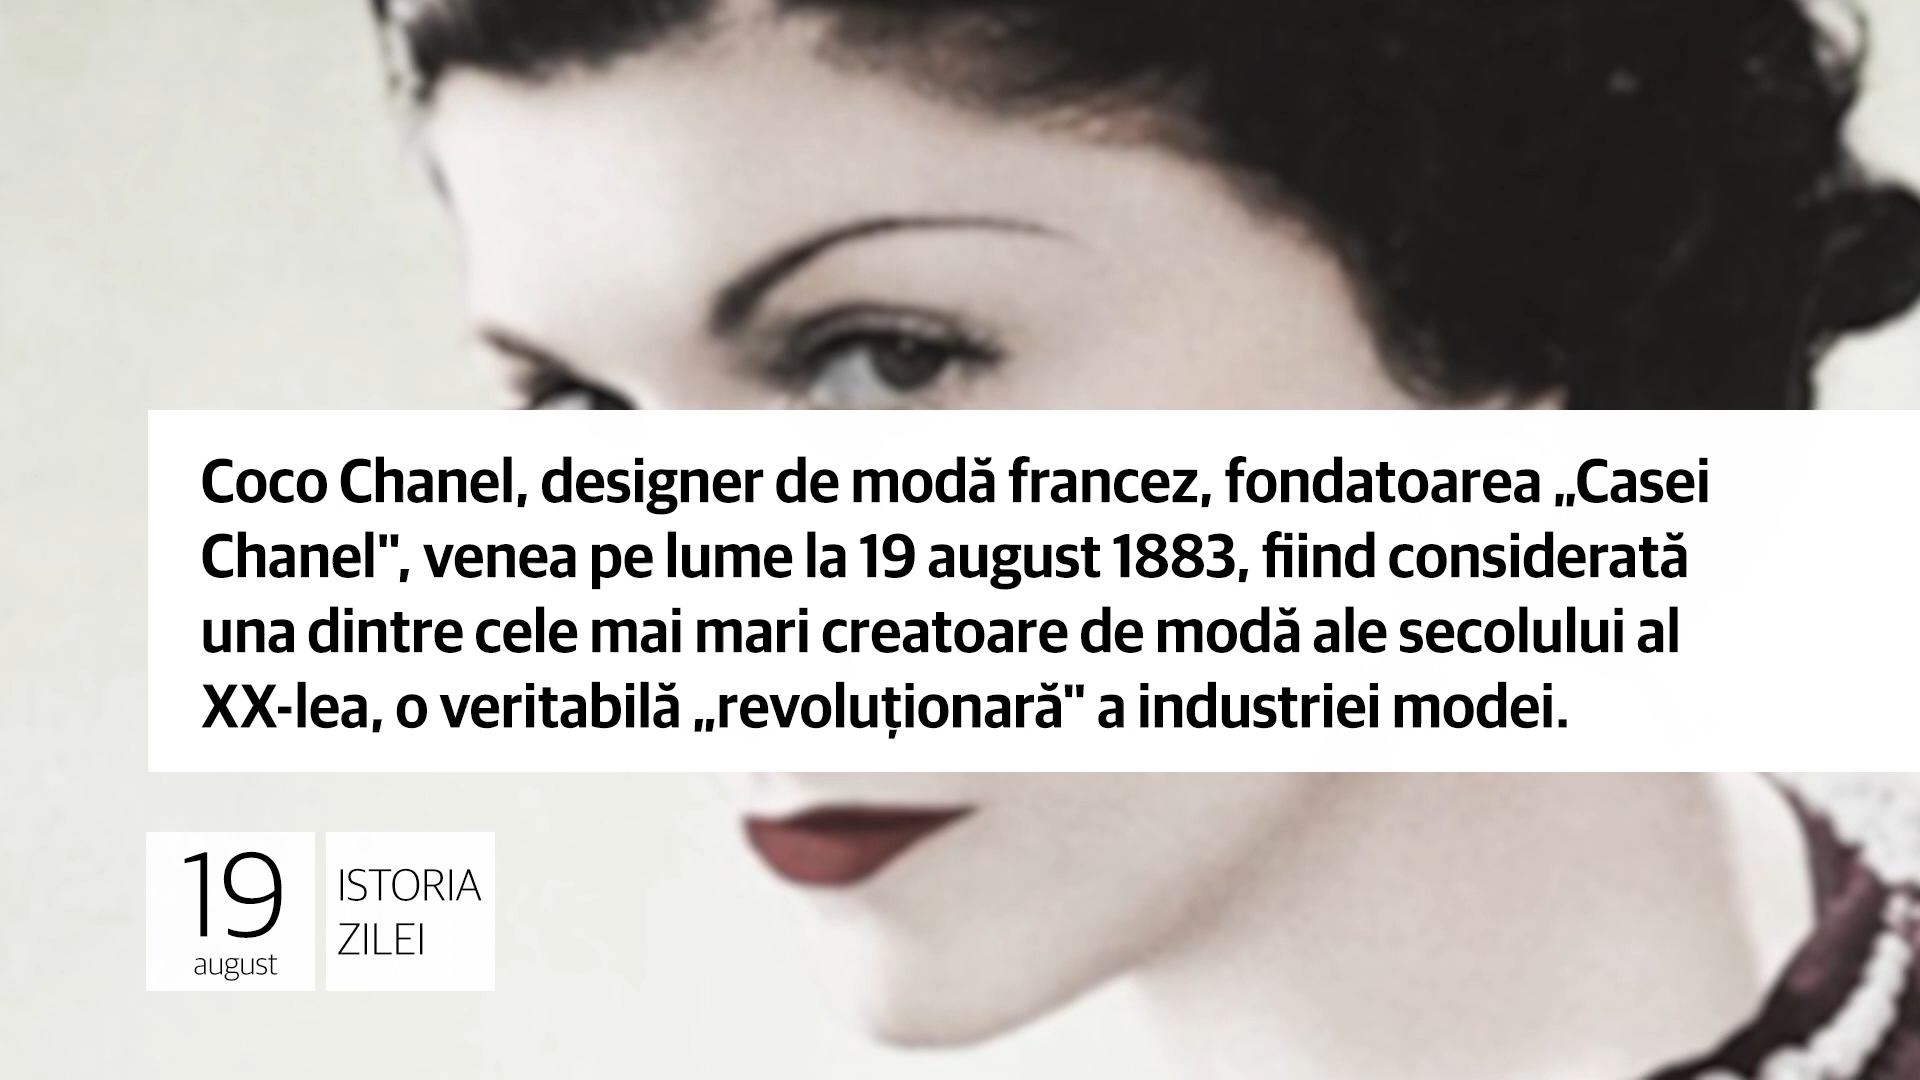 Coco Chanel, designer de modă francez, fondatoarea „Casei
Chanel", venea pe lume la 19 august 1883, fiind considerată
una dintre cele mai mari creatoare de modă ale secolului al
XX-lea, o veritabilă „revoluționară" a industriei modei.
19
august
ISTORIA
ZILEI